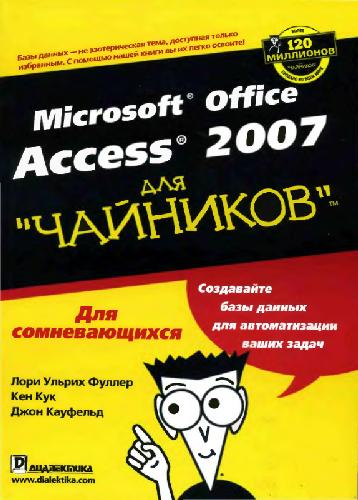 Базы данных — не эзотерическая тема, доступная только
избранным. С помощью нашей книги вы их легко освоите!
120
МИЛЛИОНОВ
Microsoft® Office
Access® 2007
ДЛЯ
"ЧАЙНИКОВ"™
Создавайте
базы данных
для автоматизации
ваших задач
Для
сомневающихся
Лори Ульрих Фуллер
Кен Кук
Джон Кауфельд
ДИАЛЕКТИКА
www.dialektika.com